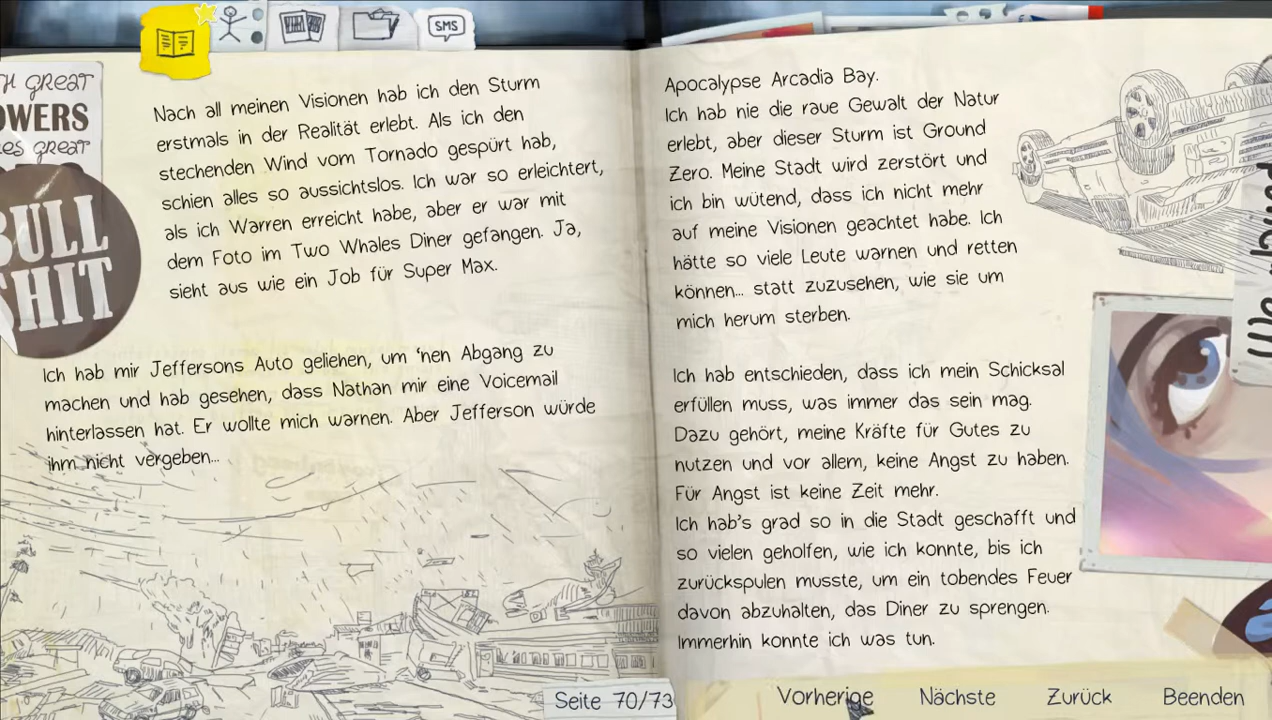 SMS
GREAT
OWERS
GREAT
BULL
SHIT
Nach all meinen Visionen hab ich den Sturm
erstmals in der Realität erlebt. Als ich den
stechenden Wind vom Tornado gespürt hab,
schien alles so aussichtslos. Ich war so erleichtert,
als ich Warren erreicht habe, aber er war mit
dem Foto im Two Whales Diner gefangen. Ja,
sieht aus wie ein Job für Super Max.
Ich hab mir Jeffersons Auto geliehen, um 'nen Abgang zu
machen und hab gesehen, dass Nathan mir eine Voicemail
hinterlassen hat. Er wollte mich warnen. Aber Jefferson würde
ihm nicht vergeben...
Apocalypse Arcadia Bay.
Ich hab nie die raue Gewalt der Natur
erlebt, aber dieser Sturm ist Ground
Zero. Meine Stadt wird zerstört und
ich bin wütend, dass ich nicht mehr
auf meine Visionen geachtet habe. Ich
hätte so viele Leute warnen und retten
können... statt zuzusehen, wie sie um
mich herum sterben.
Ich hab entschieden, dass ich mein Schicksal
erfüllen muss, was immer das sein mag.
Dazu gehört, meine Kräfte für Gutes zu
nutzen und vor allem, keine Angst zu haben.
Für Angst ist keine Zeit mehr.
Ich hab's grad so in die Stadt geschafft und
so vielen geholfen, wie ich konnte, bis ich
zurückspulen musste, um ein tobendes Feuer
davon abzuhalten, das Diner zu sprengen.
Immerhin konnte ich was tun.
Seite 70/73
Vorherige Nächste Zurück Beenden